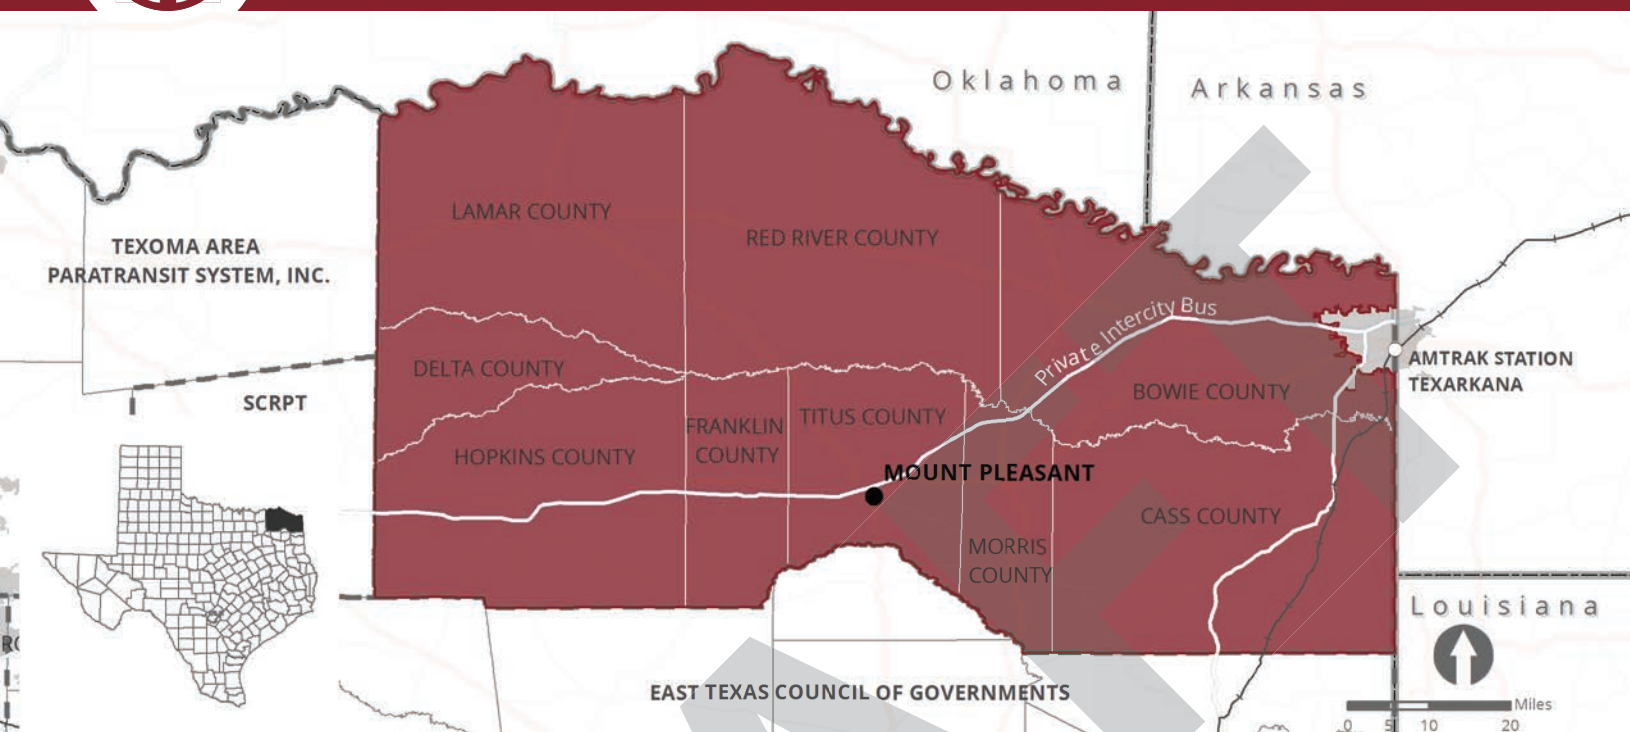 Oklahoma
Arkansas
LAMAR COUNTY
RED RIVER COUNTY
TEXOMA AREA
PARATRANSIT SYSTEM, INC.
Private Intercity Bus
DELTA COUNTY
AMTRAK STATION
TEXARKANA
BOWIE COUNTY
SCRPT
FRANKLIN
COUNTY
TITUS COUNTY
HOPKINS COUNTY
MOUNT PLEASANT
CASS COUNTY
MORRIS
COUNTY
Louisiana
EAST TEXAS COUNCIL OF GOVERNMENTS
Miles
0 5 10 20